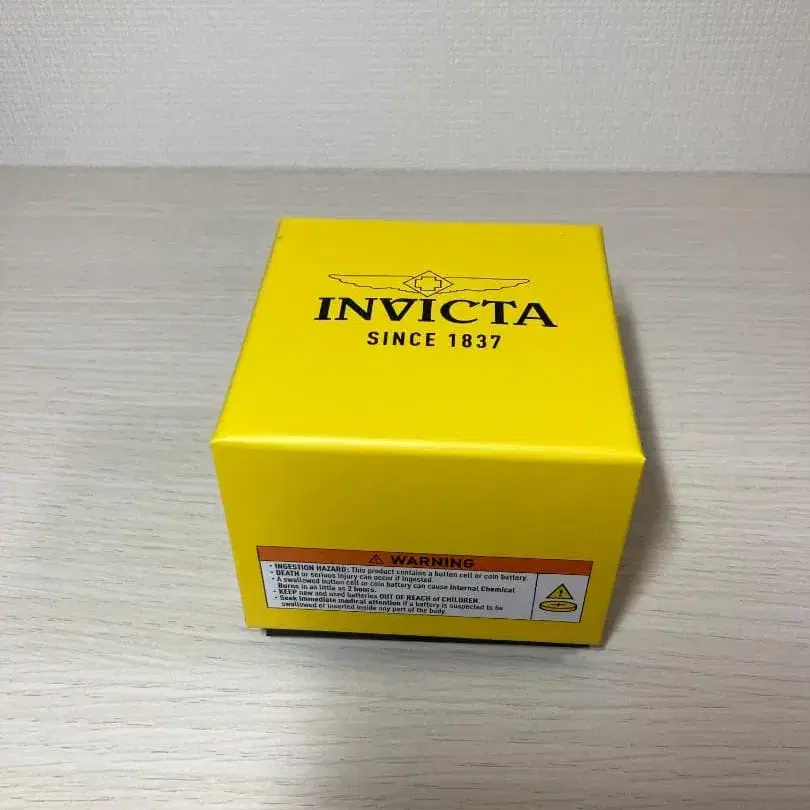 INVICTA
SINCE 1837
WARNING
• INGESTION HAZARD: This product contains a button cell or coin battery.
• DEATH or serious injury can occur if ingested.
• A swallowed button cell or coin battery can cause Internal Chemical
Burns in as little as 2 hours.
• KEEP new and used batteries OUT OF REACH of CHILDREN.
• Seek immediate medical attention if a battery is suspected to be
swallowed or inserted inside any part of the body.